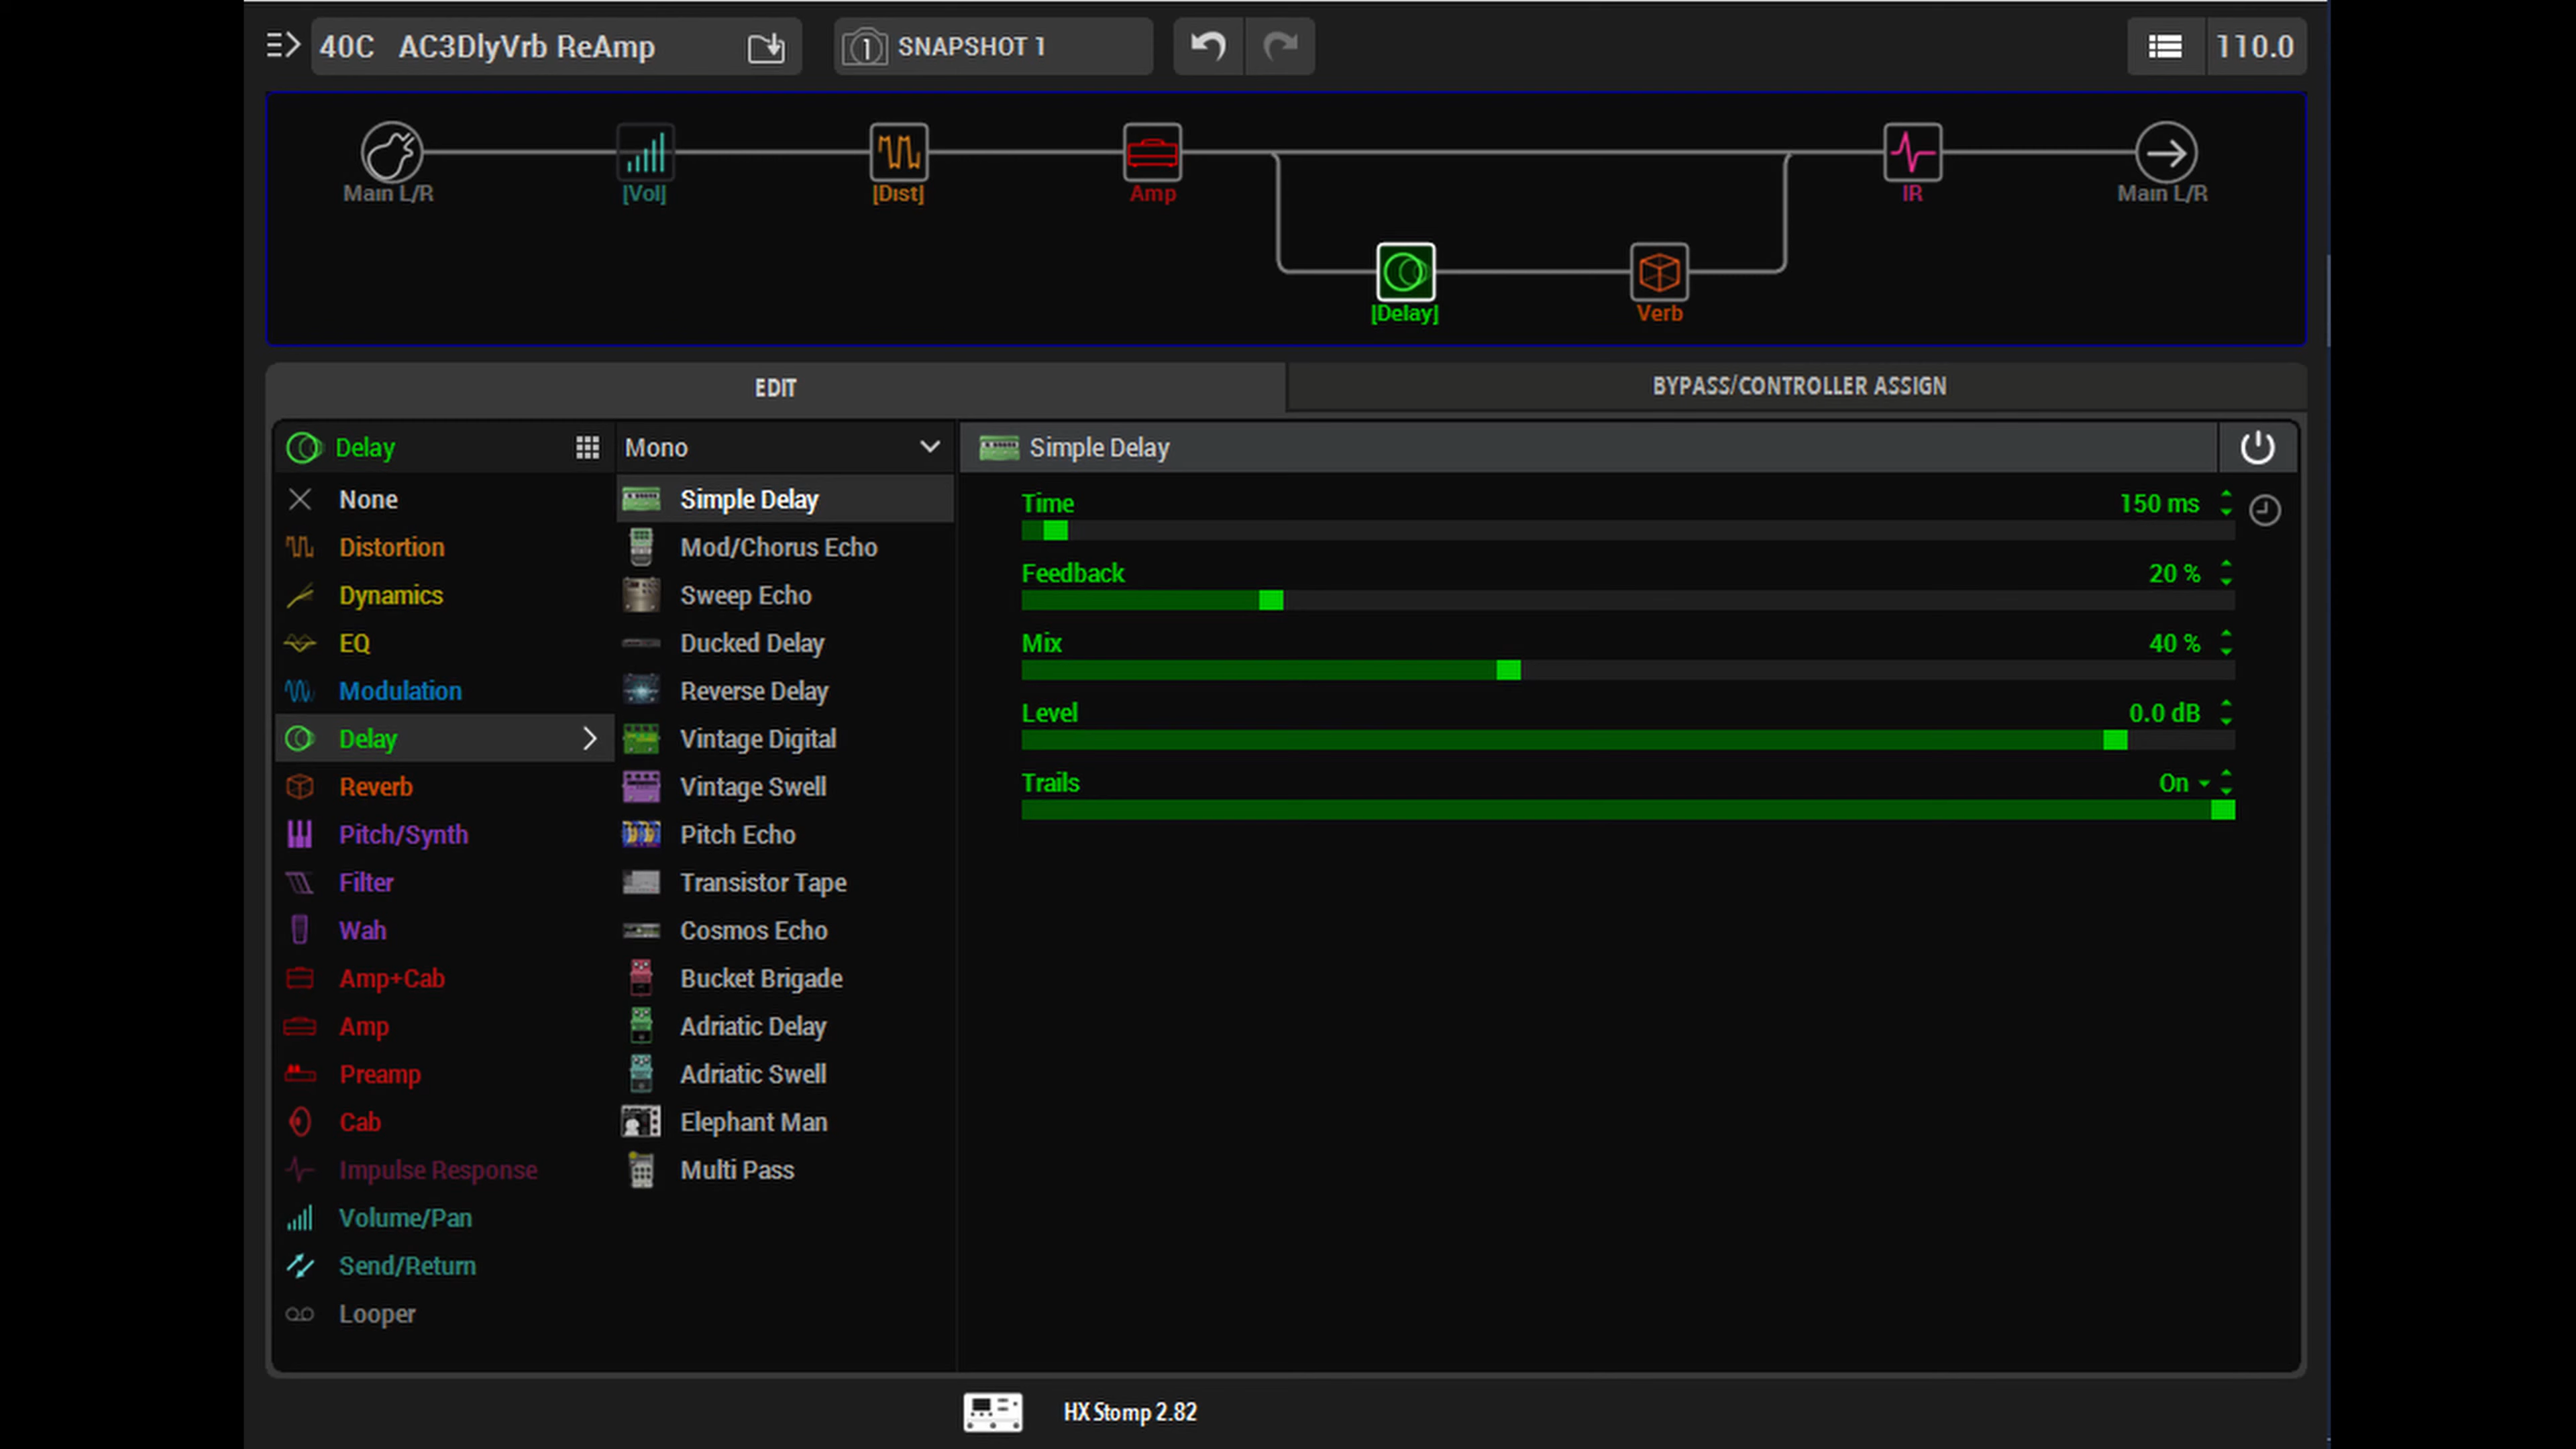 40C AC3DlyVrb ReAmp
1 SNAPSHOT 1
110.0
Main L/R
[Vol]
[Dist]
Amp
IR
Main L/R
[Delay]
Verb
EDIT
BYPASS/CONTROLLER ASSIGN
Delay
Mono
Simple Delay
None
Distortion
Dynamics
EQ
Modulation
Delay
Reverb
Pitch/Synth
Filter
Wah
Amp+Cab
Amp
Preamp
Cab
Impulse Response
Volume/Pan
Send/Return
Looper
Simple Delay
Mod/Chorus Echo
Sweep Echo
Ducked Delay
Reverse Delay
Vintage Digital
Vintage Swell
Pitch Echo
Transistor Tape
Cosmos Echo
Bucket Brigade
Adriatic Delay
Adriatic Swell
Elephant Man
Multi Pass
Time 150 ms
Feedback 20 %
Mix 40 %
Level 0.0 dB
Trails On
HX Stomp 2.82